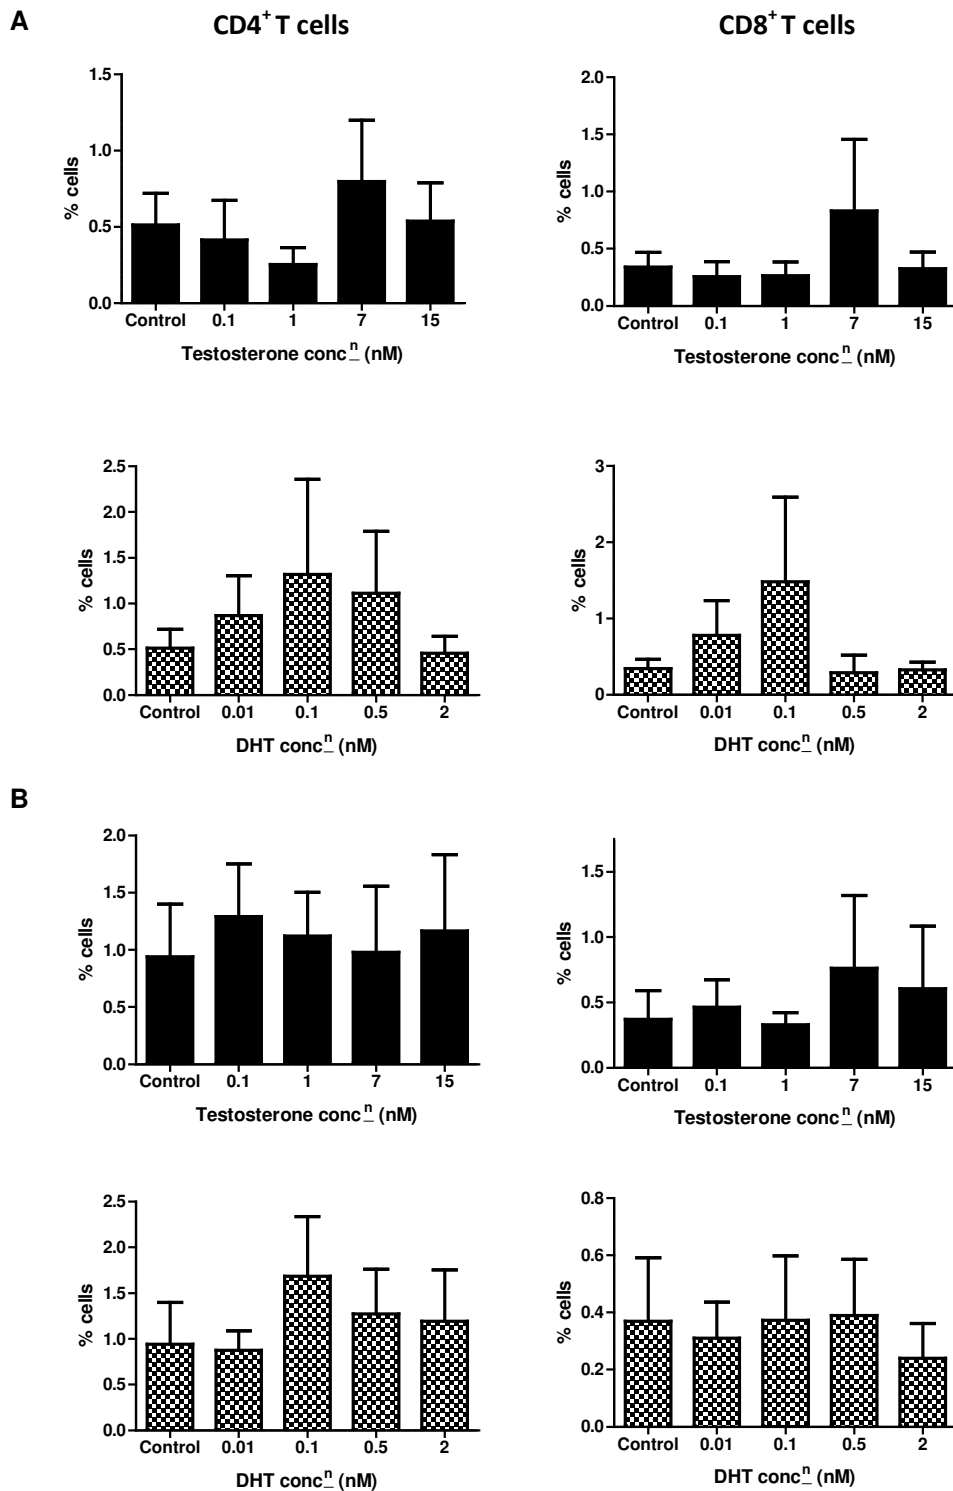 A
CD4⁺ T cells
CD8⁺ T cells
1.5
1.0
0.5
0.0
% cells
Control 0.1 1 7 15
Testosterone concⁿ (nM)
2.0
1.5
1.0
0.5
0.0
% cells
Control 0.1 1 7 15
Testosterone concⁿ (nM)
2.5
2.0
1.5
1.0
0.5
0.0
% cells
Control 0.01 0.1 0.5 2
DHT concⁿ (nM)
3
2
1
0
% cells
Control 0.01 0.1 0.5 2
DHT concⁿ (nM)
B
2.0
1.5
1.0
0.5
0.0
% cells
Control 0.1 1 7 15
Testosterone concⁿ (nM)
1.5
1.0
0.5
0.0
% cells
Control 0.1 1 7 15
Testosterone concⁿ (nM)
2.5
2.0
1.5
1.0
0.5
0.0
% cells
Control 0.01 0.1 0.5 2
DHT concⁿ (nM)
0.8
0.6
0.4
0.2
0.0
% cells
Control 0.01 0.1 0.5 2
DHT concⁿ (nM)